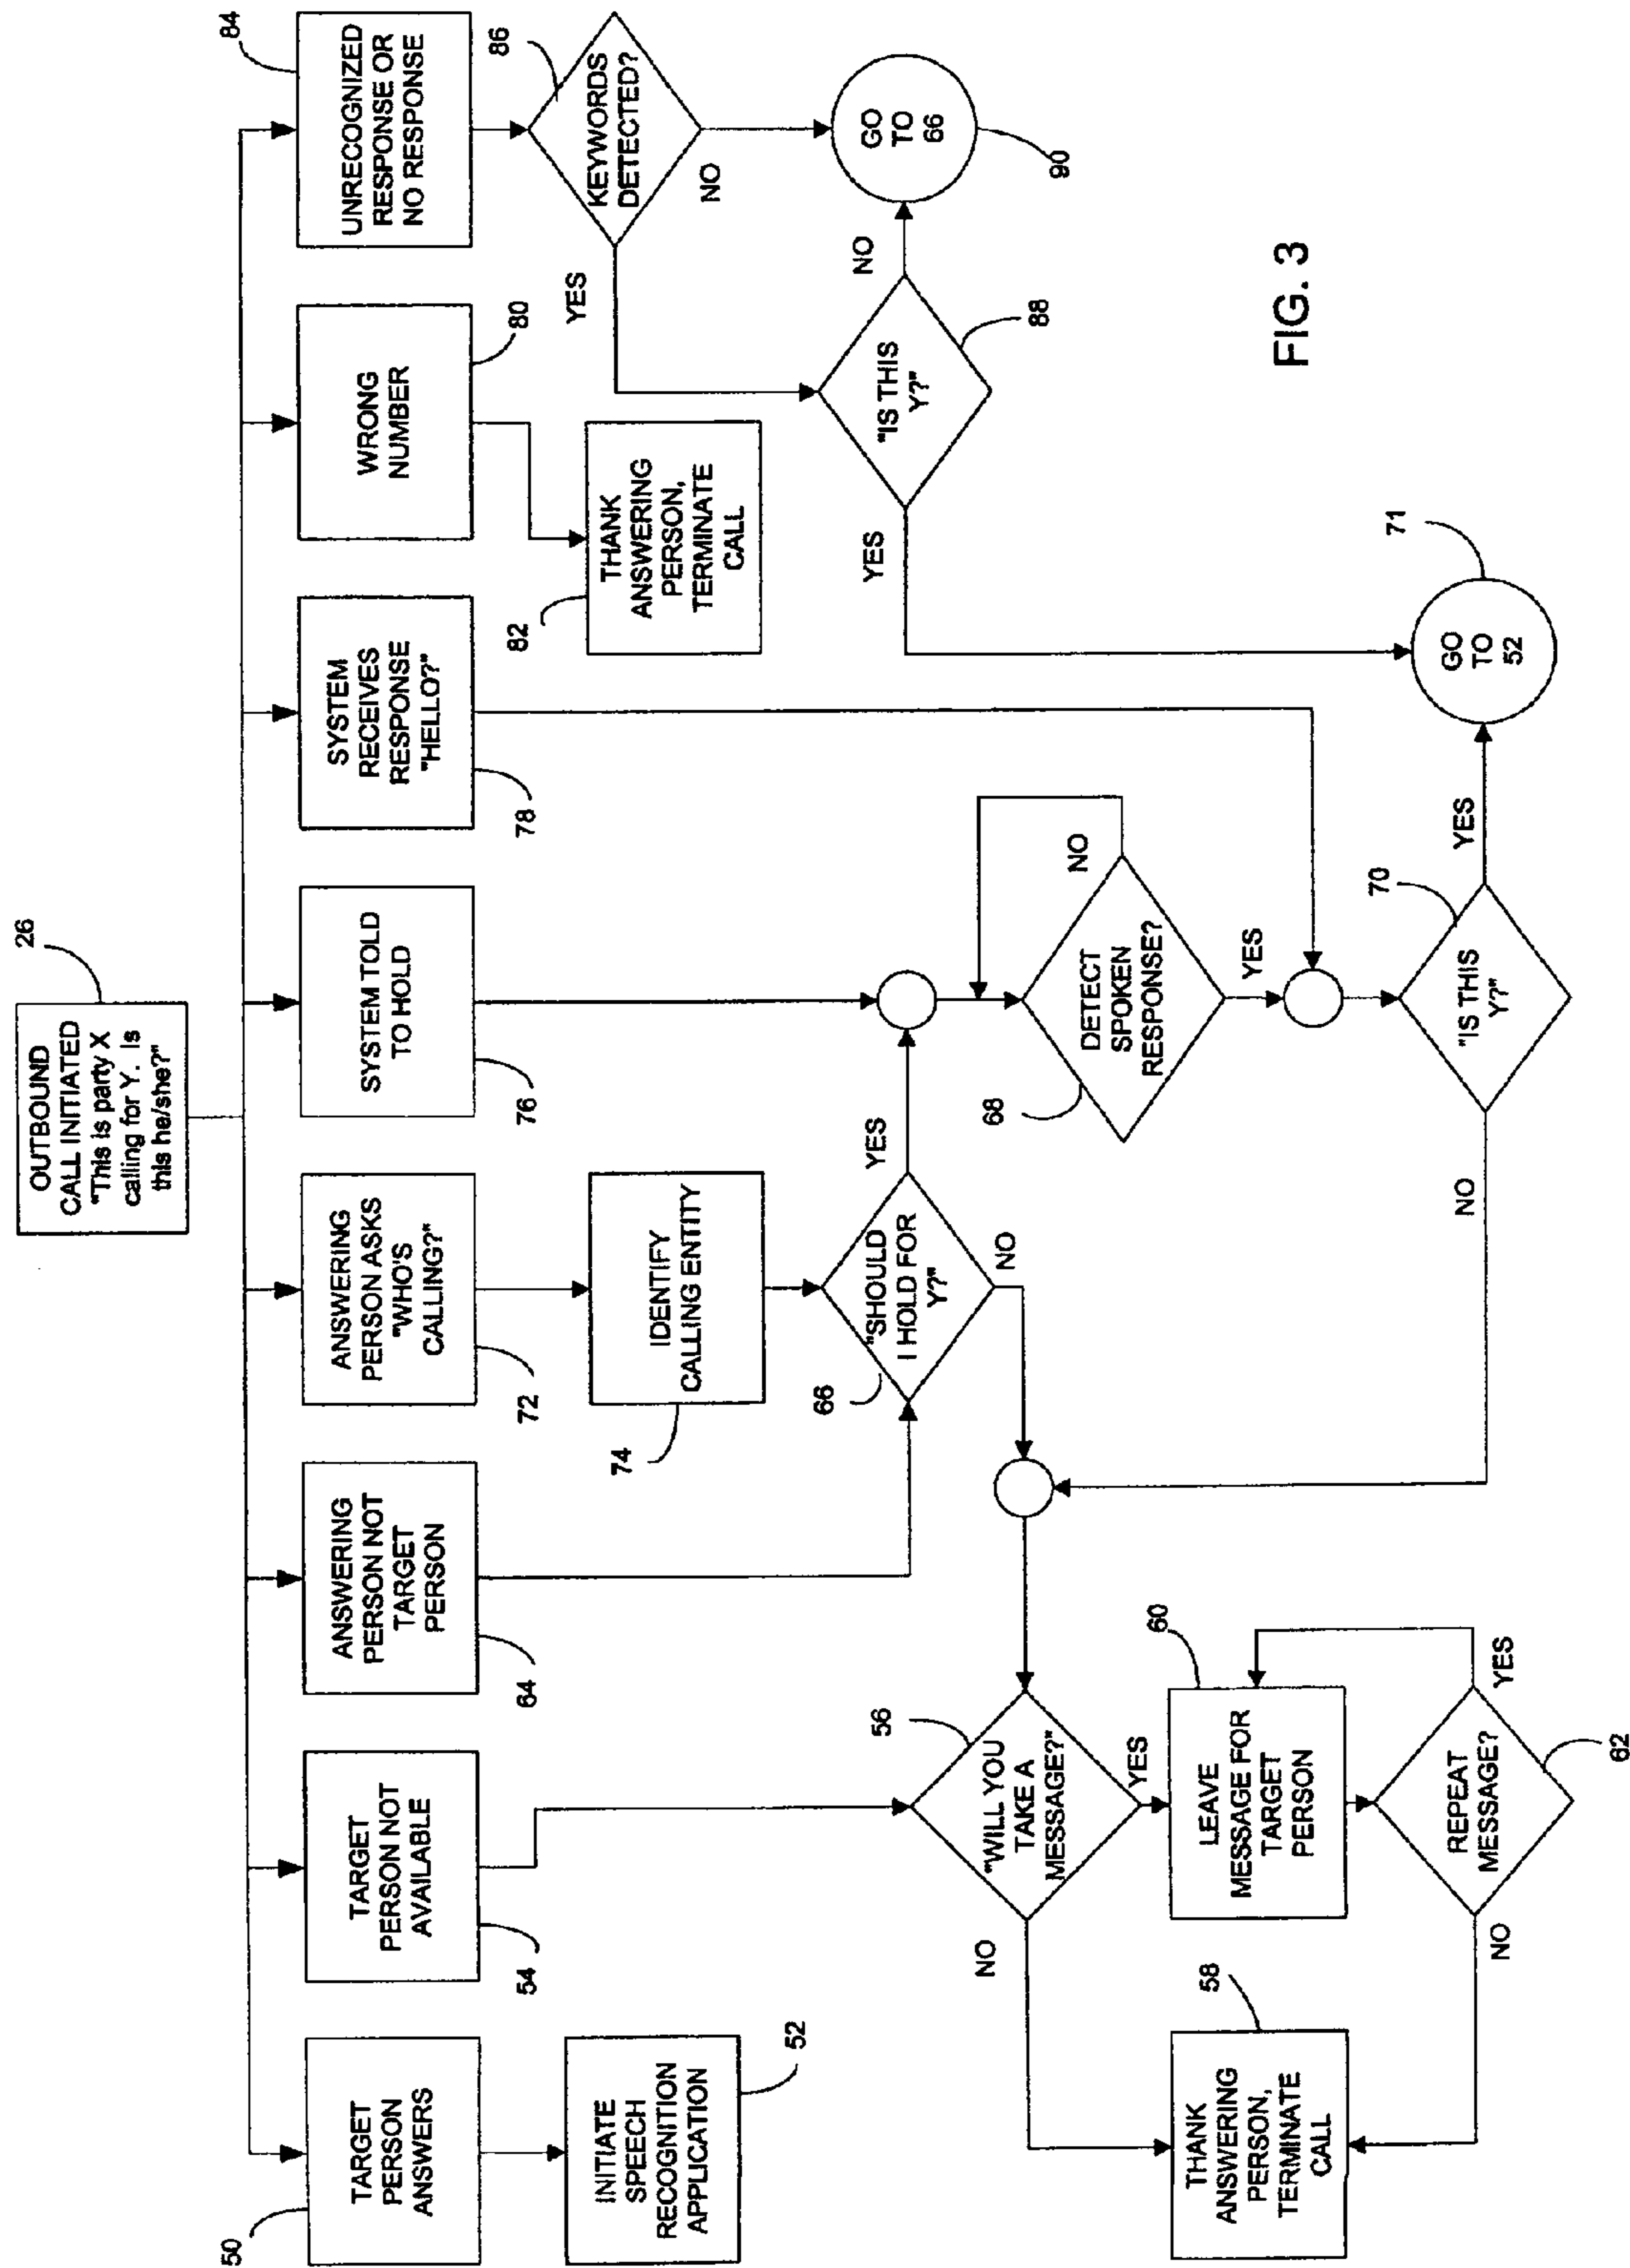 26
OUTBOUND
CALL INITIATED
"This is party X
calling for Y. Is
this he/she?"
50
TARGET
PERSON
ANSWERS
54
TARGET
PERSON NOT
AVAILABLE
64
ANSWERING
PERSON NOT
TARGET
PERSON
72
ANSWERING
PERSON ASKS
"WHO'S
CALLING?"
76
SYSTEM TOLD
TO HOLD
78
SYSTEM
RECEIVES
RESPONSE
"HELLO?"
80
WRONG
NUMBER
84
UNRECOGNIZED
RESPONSE OR
NO RESPONSE
52
INITIATE
SPEECH
RECOGNITION
APPLICATION
74
IDENTIFY
CALLING ENTITY
82
THANK
ANSWERING
PERSON,
TERMINATE
CALL
86
KEYWORDS
DETECTED?
YES
NO
66
"SHOULD
I HOLD FOR
Y?"
YES
NO
88
"IS THIS
Y?"
YES
NO
90
GO
TO
66
56
"WILL YOU
TAKE A
MESSAGE?"
NO
YES
68
DETECT
SPOKEN
RESPONSE?
NO
YES
58
THANK
ANSWERING
PERSON,
TERMINATE
CALL
60
LEAVE
MESSAGE FOR
TARGET
PERSON
62
REPEAT
MESSAGE?
NO
YES
70
"IS THIS
Y?"
NO
YES
71
GO
TO
52
FIG. 3